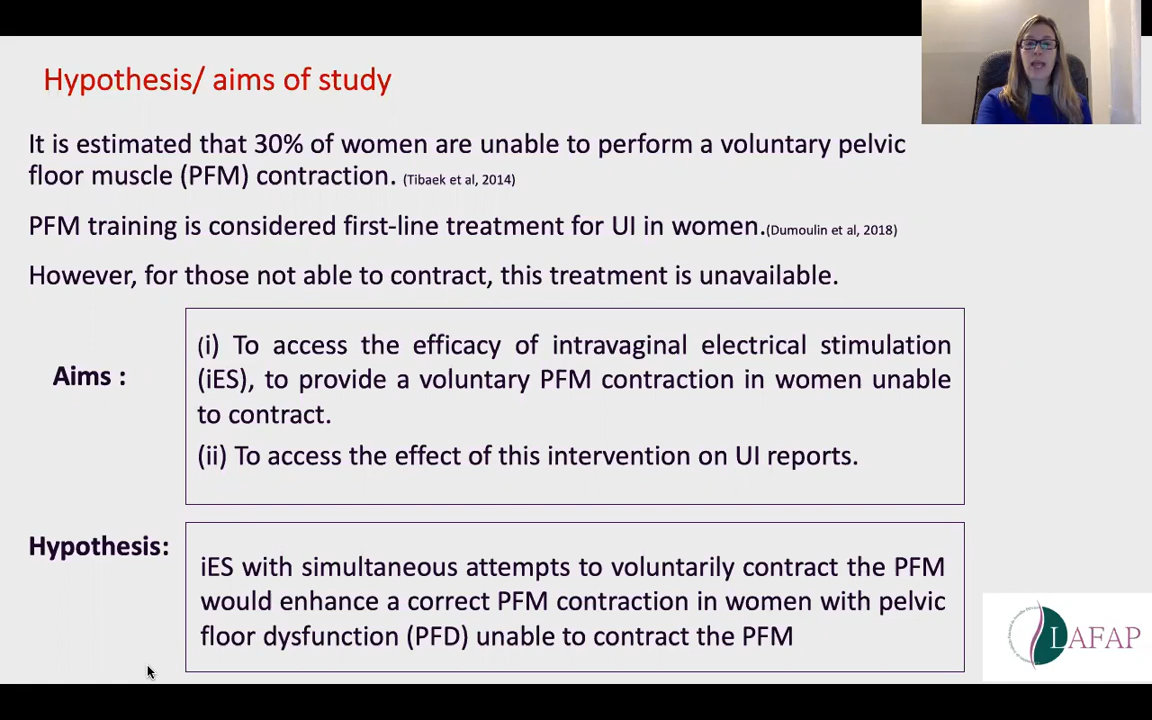 Hypothesis/ aims of study
It is estimated that 30% of women are unable to perform a voluntary pelvic
floor muscle (PFM) contraction. (Tibaek et al, 2014)
PFM training is considered first-line treatment for UI in women.(Dumoulin et al, 2018)
However, for those not able to contract, this treatment is unavailable.
Aims :
(i) To access the efficacy of intravaginal electrical stimulation
(iES), to provide a voluntary PFM contraction in women unable
to contract.
(ii) To access the effect of this intervention on UI reports.
Hypothesis:
iES with simultaneous attempts to voluntarily contract the PFM
would enhance a correct PFM contraction in women with pelvic
floor dysfunction (PFD) unable to contract the PFM
LAFAP